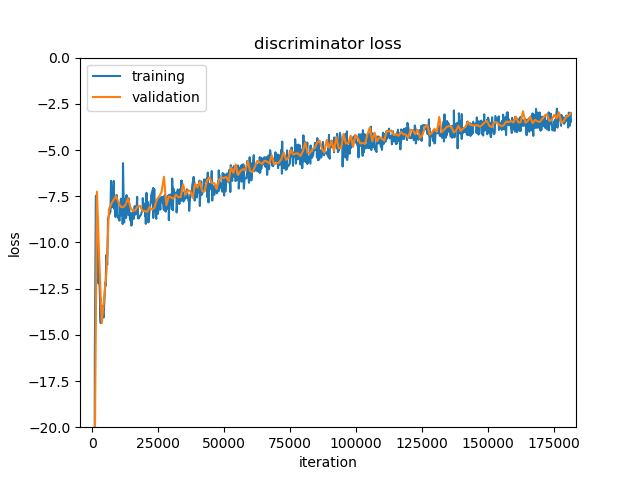 discriminator loss
0.0
−2.5
−5.0
−7.5
−10.0
−12.5
−15.0
−17.5
−20.0
loss
training
validation
0 25000 50000 75000 100000 125000 150000 175000
iteration